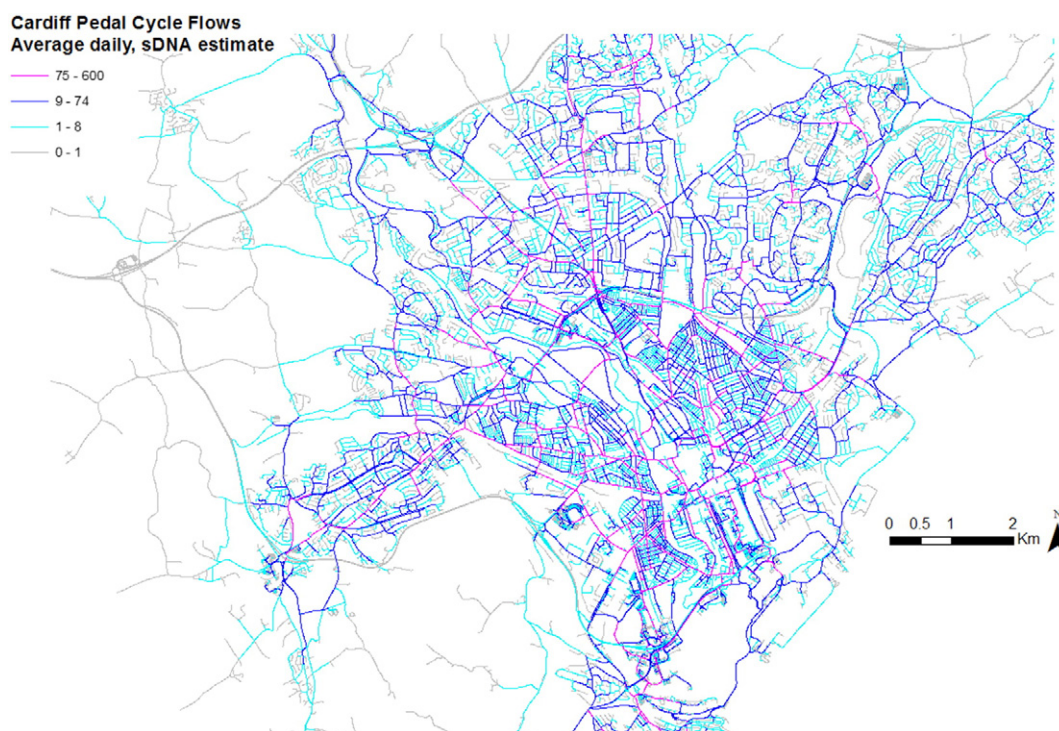 Cardiff Pedal Cycle Flows
Average daily, sDNA estimate
75 - 600
9 - 74
1 - 8
0 - 1
N
0 0.5 1 2
Km